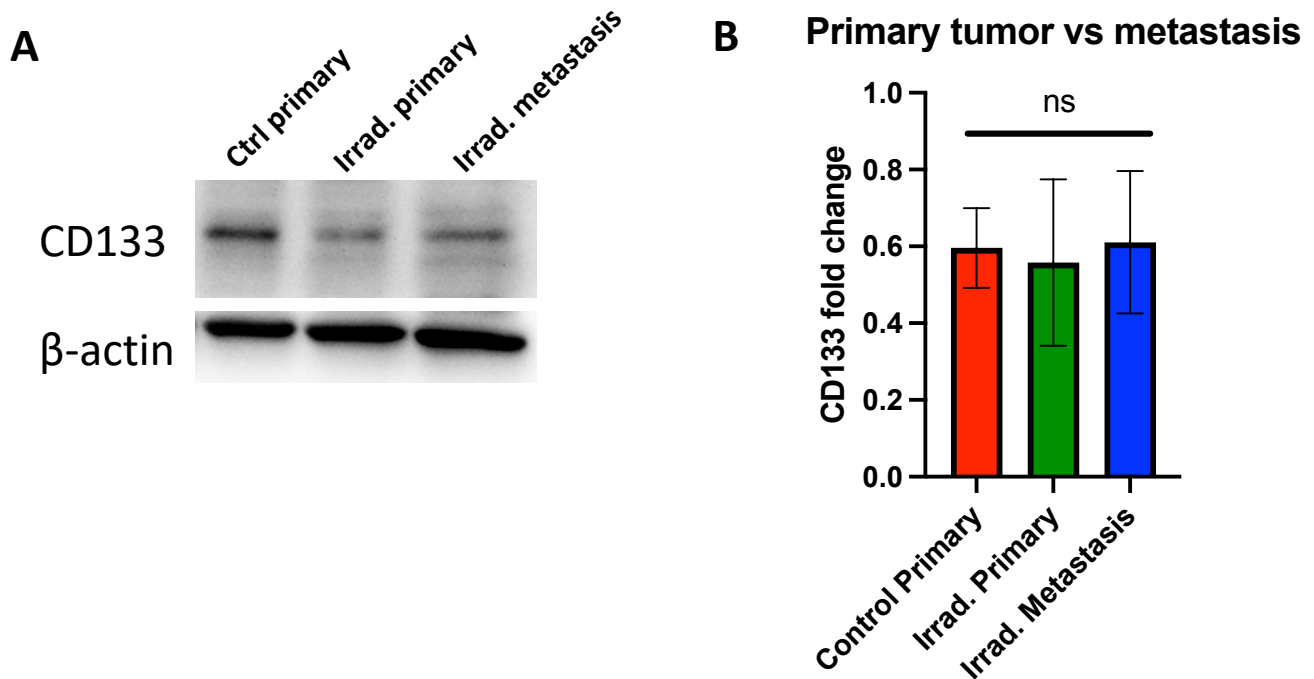 A
Ctrl primary
Irrad. primary
Irrad. metastasis
CD133
β-actin
B
Primary tumor vs metastasis
ns
CD133 fold change
1.0
0.8
0.6
0.4
0.2
0.0
Control Primary
Irrad. Primary
Irrad. Metastasis